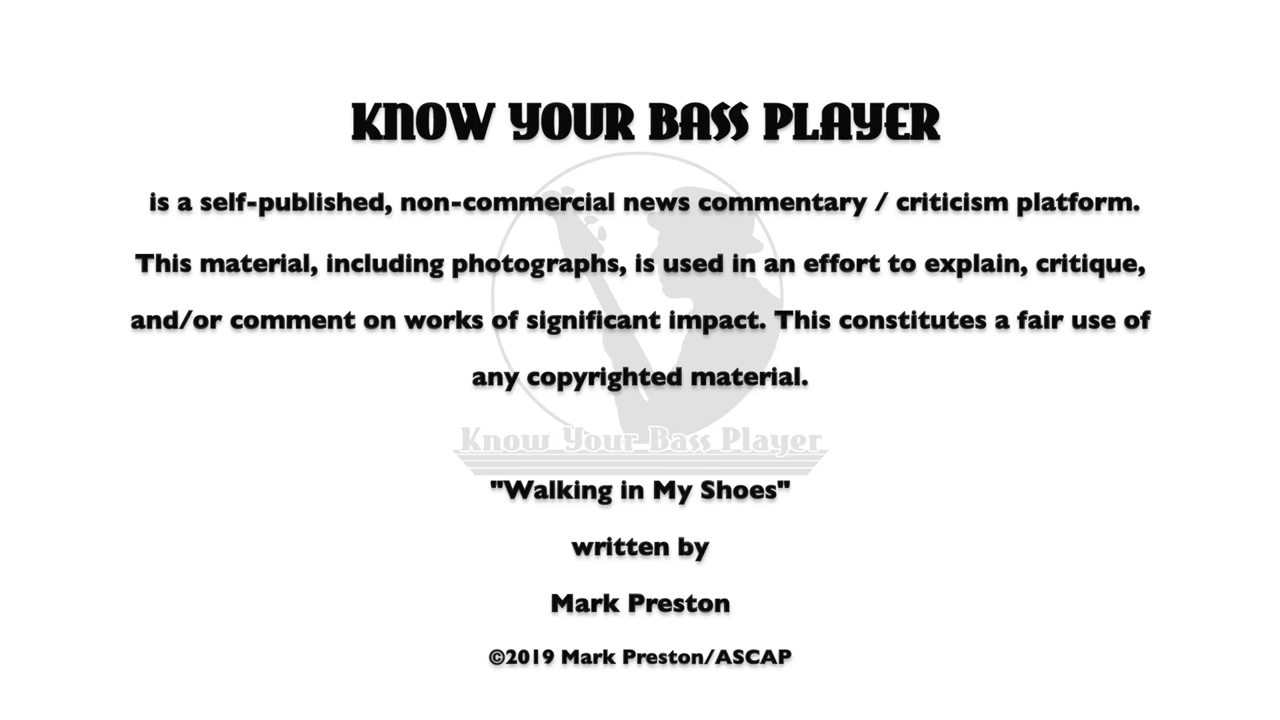 KNOW YOUR BASS PLAYER
is a self-published, non-commercial news commentary / criticism platform.
This material, including photographs, is used in an effort to explain, critique,
and/or comment on works of significant impact. This constitutes a fair use of
any copyrighted material.
Know Your Bass Player
"Walking in My Shoes"
written by
Mark Preston
©2019 Mark Preston/ASCAP